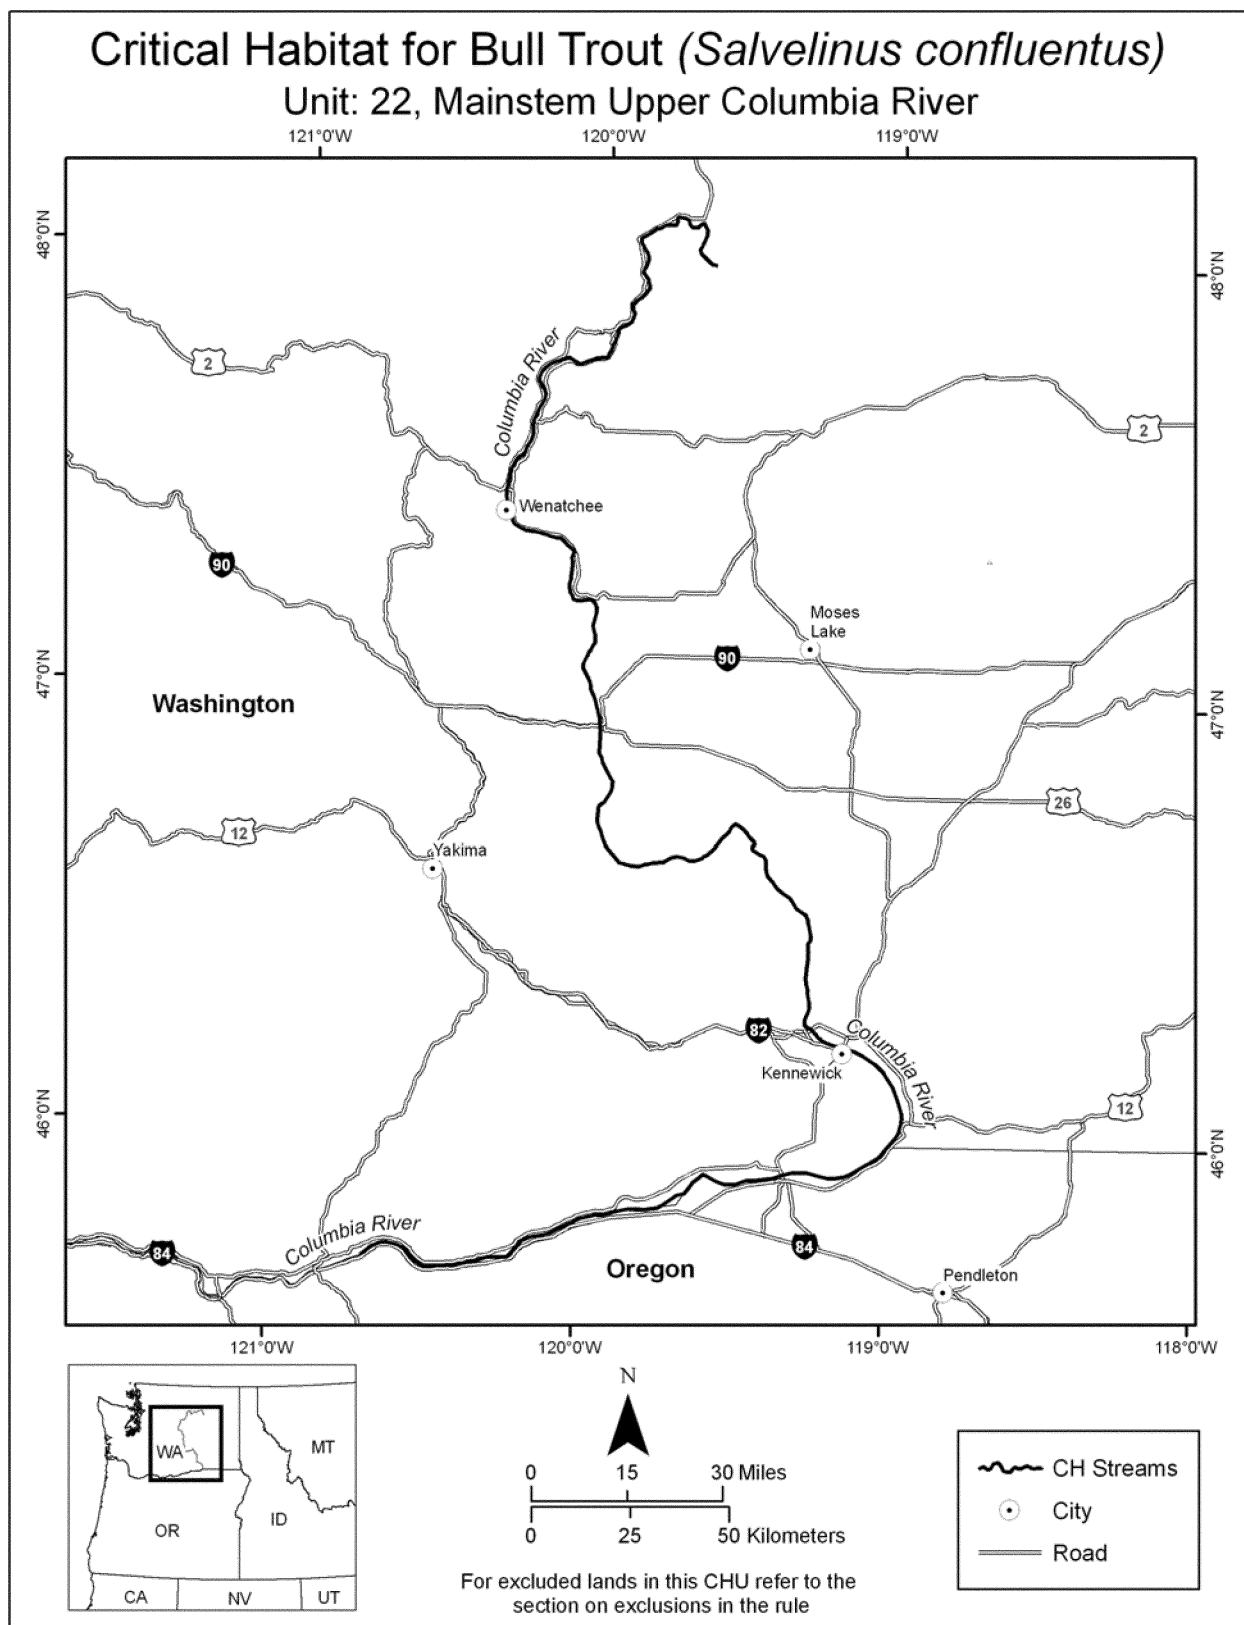 Critical Habitat for Bull Trout (Salvelinus confluentus)
Unit: 22, Mainstem Upper Columbia River
121°0'W
120°0'W
119°0'W
48°0'N
48°0'N
2
Columbia River
2
Wenatchee
90
Moses
Lake
90
47°0'N
47°0'N
Washington
26
12
Yakima
82
Columbia River
Kennewick
12
46°0'N
46°0'N
Columbia River
84
84
Oregon
Pendleton
121°0'W
120°0'W
119°0'W
118°0'W
WA
MT
OR
ID
CA
NV
UT
N
0 15 30 Miles
0 25 50 Kilometers
For excluded lands in this CHU refer to the
section on exclusions in the rule
CH Streams
City
Road